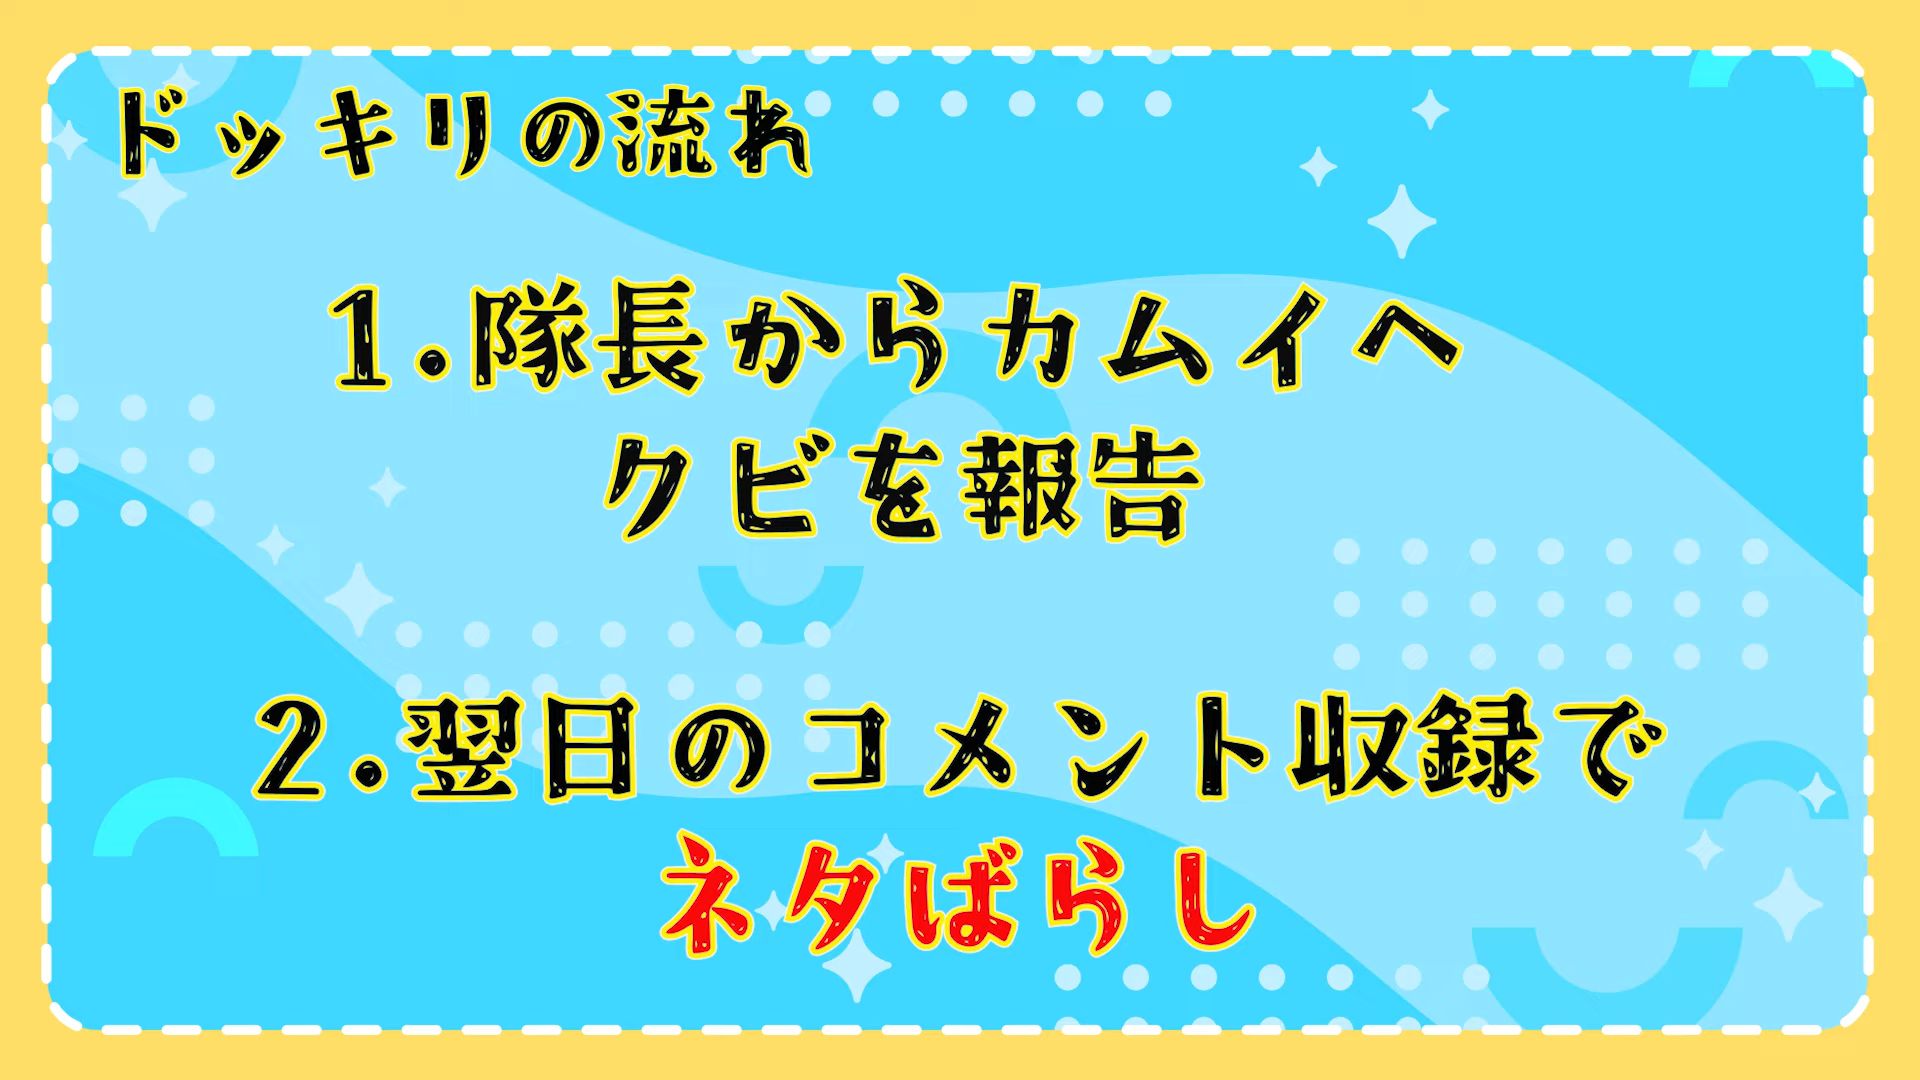 ドッキリの流れ
1.隊長からカムイへ
クビを報告
2.翌日のコメント収録で
ネタばらし